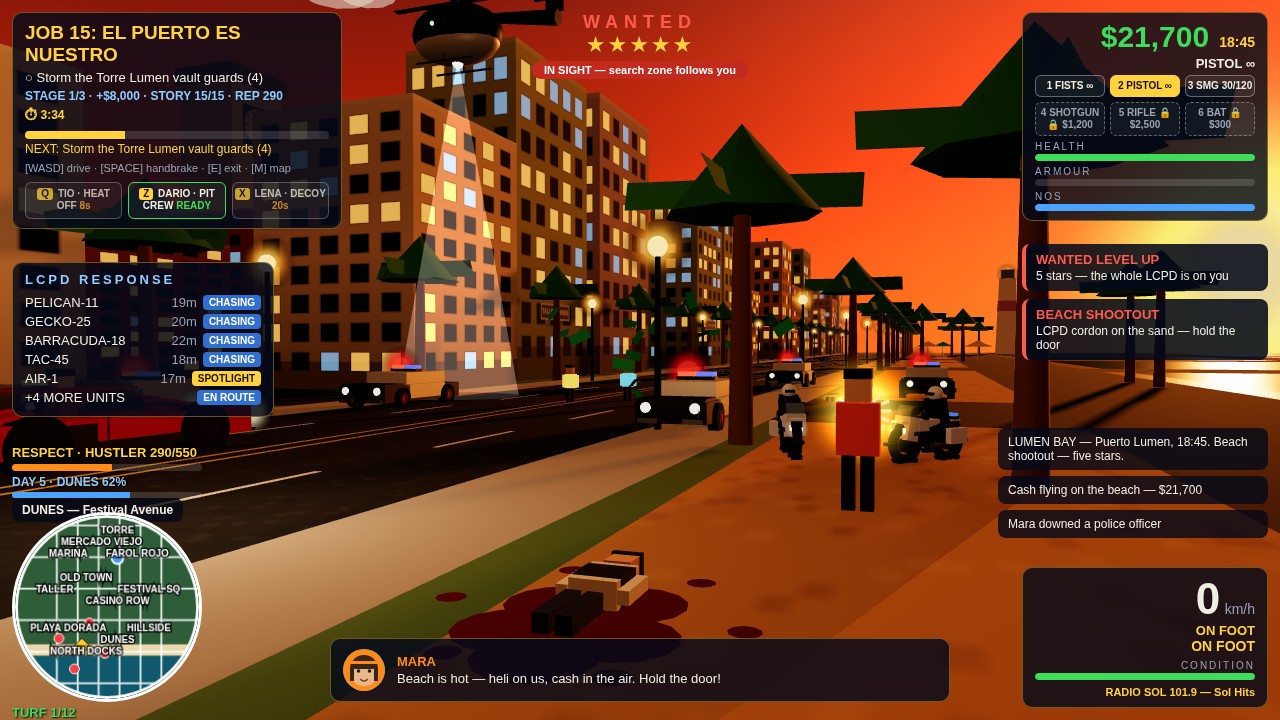 JOB 15: EL PUERTO ES
NUESTRO
○ Storm the Torre Lumen vault guards (4)
STAGE 1/3 · +$8,000 · STORY 15/15 · REP 290
⏱ 3:34
NEXT: Storm the Torre Lumen vault guards (4)
[WASD] drive · [SPACE] handbrake · [E] exit · [M] map
Q TIO · HEAT
OFF 8s
Z DARIO · PIT
CREW READY
X LENA · DECOY
20s
WANTED
★★★★★
IN SIGHT — search zone follows you
$21,700 18:45
PISTOL ∞
1 FISTS ∞
2 PISTOL ∞
3 SMG 30/120
4 SHOTGUN
🔒 $1,200
5 RIFLE 🔒
$2,500
6 BAT 🔒
$300
HEALTH
ARMOUR
NOS
LCPD RESPONSE
PELICAN-11 19m CHASING
GECKO-25 20m CHASING
BARRACUDA-18 22m CHASING
TAC-45 18m CHASING
AIR-1 17m SPOTLIGHT
+4 MORE UNITS EN ROUTE
WANTED LEVEL UP
5 stars — the whole LCPD is on you
BEACH SHOOTOUT
LCPD cordon on the sand — hold the
door
RESPECT · HUSTLER 290/550
DAY 5 · DUNES 62%
DUNES — Festival Avenue
LUMEN BAY — Puerto Lumen, 18:45. Beach
shootout — five stars.
Cash flying on the beach — $21,700
Mara downed a police officer
TORRE
MERCADO VIEJO
MARINA FAROL ROJO
OLD TOWN
TALLER FESTIVAL SQ
CASINO ROW
PLAYA DORADA HILLSIDE
DUNES
NORTH DOCKS
TURF 1/12
MARA
Beach is hot — heli on us, cash in the air. Hold the door!
0 km/h
ON FOOT
ON FOOT
CONDITION
RADIO SOL 101.9 — Sol Hits